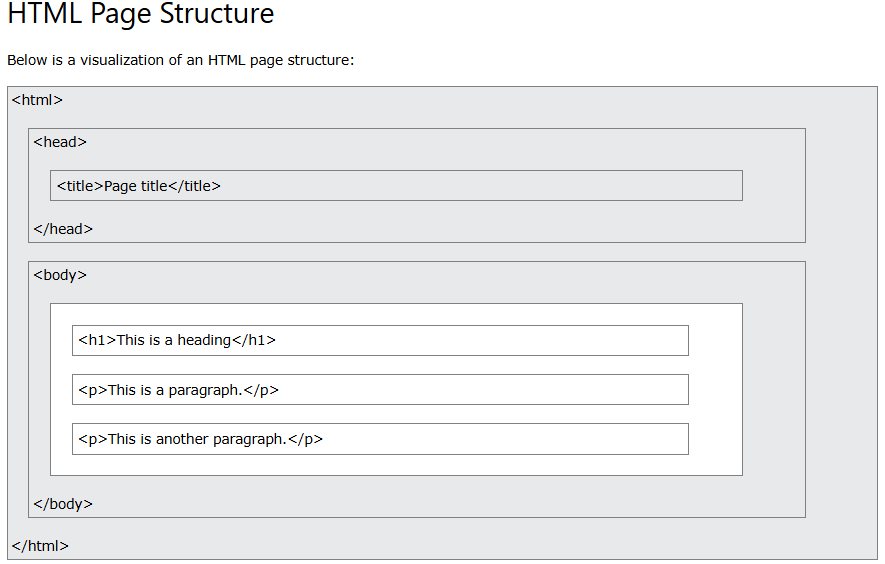 HTML Page Structure
Below is a visualization of an HTML page structure:
<html>
<head>
<title>Page title</title>
</head>
<body>
<h1>This is a heading</h1>
<p>This is a paragraph.</p>
<p>This is another paragraph.</p>
</body>
</html>